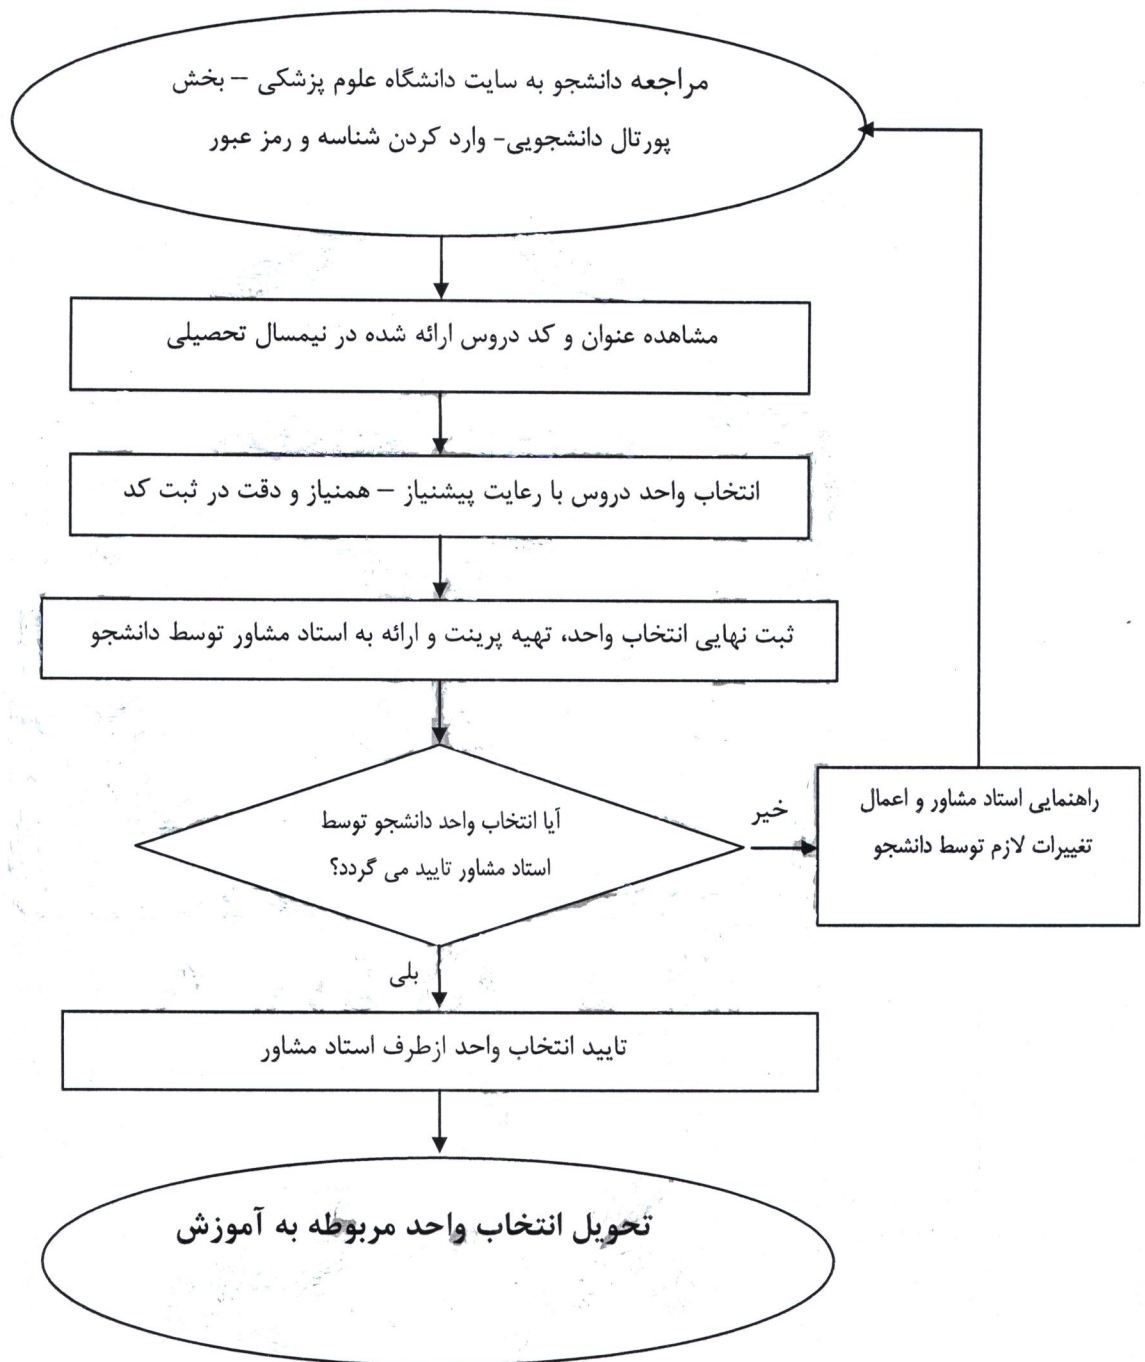 مراجعه دانشجو به سایت دانشگاه علوم پزشکی – بخش
پورتال دانشجویی- وارد کردن شناسه و رمز عبور
مشاهده عنوان و کد دروس ارائه شده در نیمسال تحصیلی
انتخاب واحد دروس با رعایت پیشنیاز – همنیاز و دقت در ثبت کد
ثبت نهایی انتخاب واحد، تهیه پرینت و ارائه به استاد مشاور توسط دانشجو
آیا انتخاب واحد دانشجو توسط
استاد مشاور تایید می گردد؟
خیر
راهنمایی استاد مشاور و اعمال
تغییرات لازم توسط دانشجو
بلی
تایید انتخاب واحد ازطرف استاد مشاور
تحویل انتخاب واحد مربوطه به آموزش